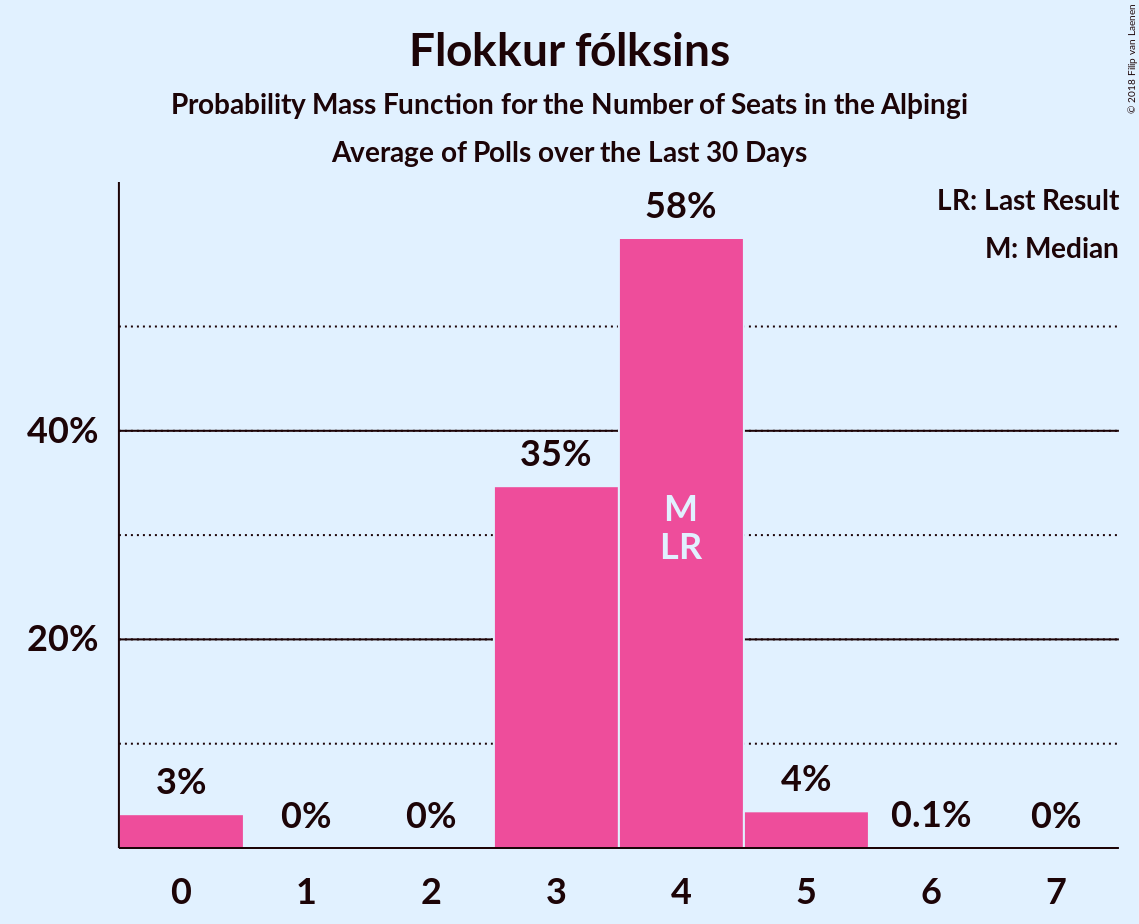 Flokkur fólksins
Probability Mass Function for the Number of Seats in the Alþingi
Average of Polls over the Last 30 Days
© 2018 Filip van Laenen
LR: Last Result
M: Median
58%
40%
35%
M
LR
20%
3%
0%
0%
4%
0.1%
0%
0 1 2 3 4 5 6 7